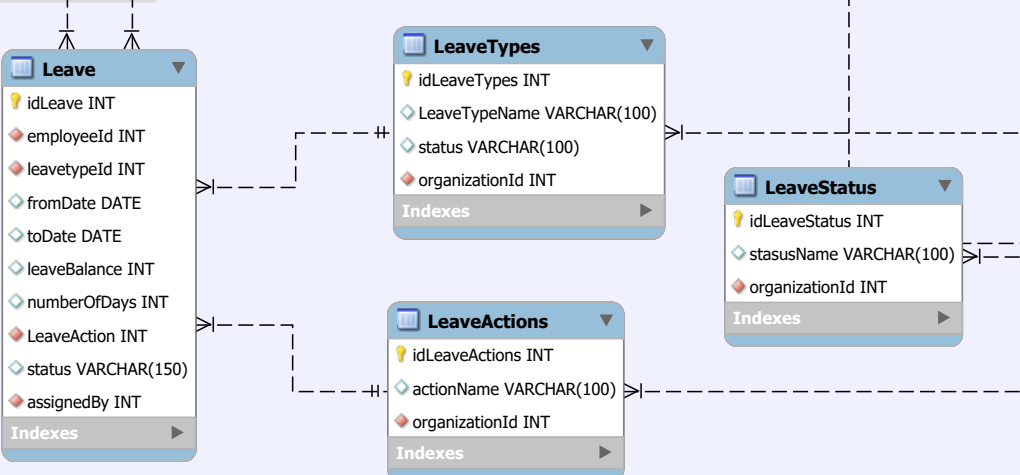 Leave
idLeave INT
employeeId INT
leavetypeId INT
fromDate DATE
toDate DATE
leaveBalance INT
numberOfDays INT
LeaveAction INT
status VARCHAR(150)
assignedBy INT
Indexes
LeaveTypes
idLeaveTypes INT
LeaveTypeName VARCHAR(100)
status VARCHAR(100)
organizationId INT
Indexes
LeaveActions
idLeaveActions INT
actionName VARCHAR(100)
organizationId INT
Indexes
LeaveStatus
idLeaveStatus INT
stasusName VARCHAR(100)
organizationId INT
Indexes